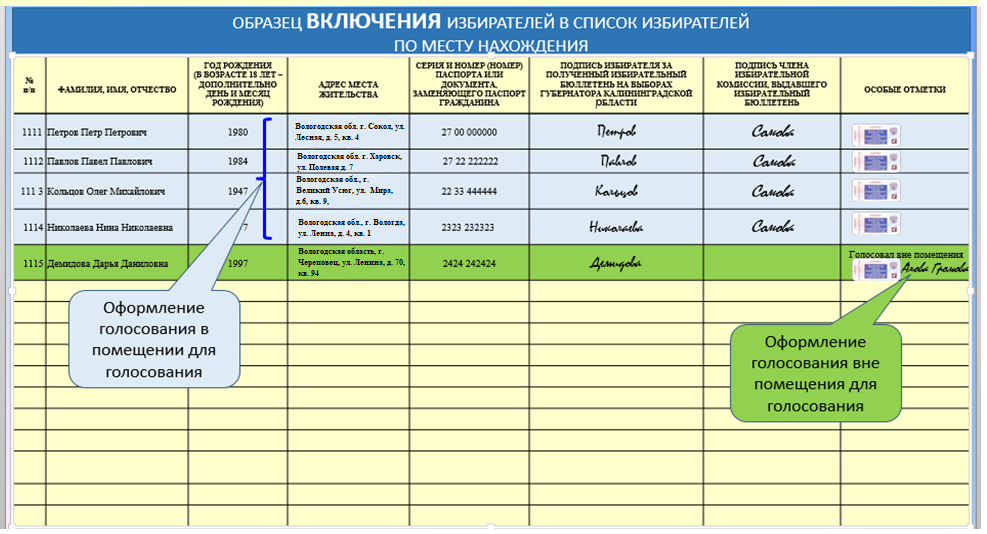 ОБРАЗЕЦ ВКЛЮЧЕНИЯ ИЗБИРАТЕЛЕЙ В СПИСОК ИЗБИРАТЕЛЕЙ
ПО МЕСТУ НАХОЖДЕНИЯ
№
п/п
ФАМИЛИЯ, ИМЯ, ОТЧЕСТВО
ГОД РОЖДЕНИЯ
(В ВОЗРАСТЕ 18 ЛЕТ –
ДОПОЛНИТЕЛЬНО
ДЕНЬ И МЕСЯЦ
РОЖДЕНИЯ)
АДРЕС МЕСТА
ЖИТЕЛЬСТВА
СЕРИЯ И НОМЕР (НОМЕР)
ПАСПОРТА ИЛИ
ДОКУМЕНТА,
ЗАМЕНЯЮЩЕГО ПАСПОРТ
ГРАЖДАНИНА
ПОДПИСЬ ИЗБИРАТЕЛЯ ЗА
ПОЛУЧЕННЫЙ ИЗБИРАТЕЛЬНЫЙ
БЮЛЛЕТЕНЬ НА ВЫБОРАХ
ГУБЕРНАТОРА КАЛИНИНГРАДСКОЙ
ОБЛАСТИ
ПОДПИСЬ ЧЛЕНА
ИЗБИРАТЕЛЬНОЙ
КОМИССИИ, ВЫДАВШЕГО
ИЗБИРАТЕЛЬНЫЙ
БЮЛЛЕТЕНЬ
ОСОБЫЕ ОТМЕТКИ
1111 Петров Петр Петрович
1980
Вологодская обл. г. Сокол, ул.
Лесная, д. 5, кв. 4
27 00 000000
Петров
Сомова
1112 Павлов Павел Павлович
1984
Вологодская обл. г. Харовск,
ул. Полевая д. 7
27 22 222222
Павлов
Сомова
111 3 Кольцов Олег Михайлович
1947
Вологодская обл., г.
Великий Устюг, ул. Мира,
д.6, кв. 9,
22 33 444444
Кольцов
Сомова
1114 Николаева Нина Николаевна
7
Вологодская обл., г. Вологда,
ул. Ленина, д. 4, кв. 1
2323 232323
Николаева
Сомова
1115 Демидова Дарья Даниловна
1997
Вологодская область, г.
Череповец, ул. Ленина, д. 70,
кв. 94
2424 242424
Демидова
Голосовал вне помещения
Громова
Оформление
голосования в
помещении для
голосования
Оформление
голосования вне
помещения для
голосования